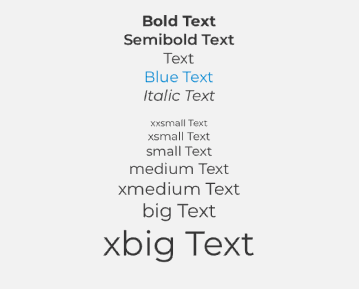 Bold Text
Semibold Text
Text
Blue Text
Italic Text
xxsmall Text
xsmall Text
small Text
medium Text
xmedium Text
big Text
xbig Text